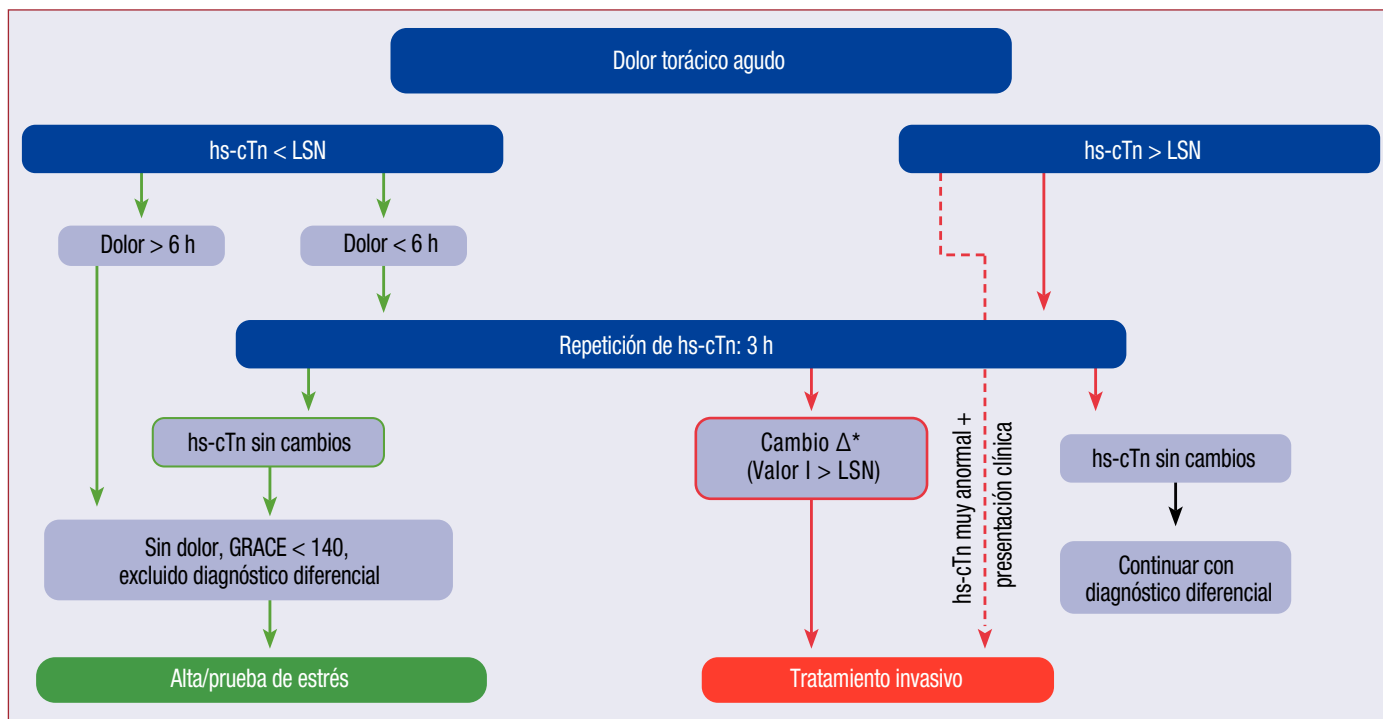 Dolor torácico agudo
hs-cTn < LSN
hs-cTn > LSN
Dolor > 6 h
Dolor < 6 h
Repetición de hs-cTn: 3 h
hs-cTn sin cambios
Cambio Δ*
(Valor I > LSN)
hs-cTn muy anormal +
presentación clínica
hs-cTn sin cambios
Sin dolor, GRACE < 140,
excluido diagnóstico diferencial
Continuar con
diagnóstico diferencial
Alta/prueba de estrés
Tratamiento invasivo